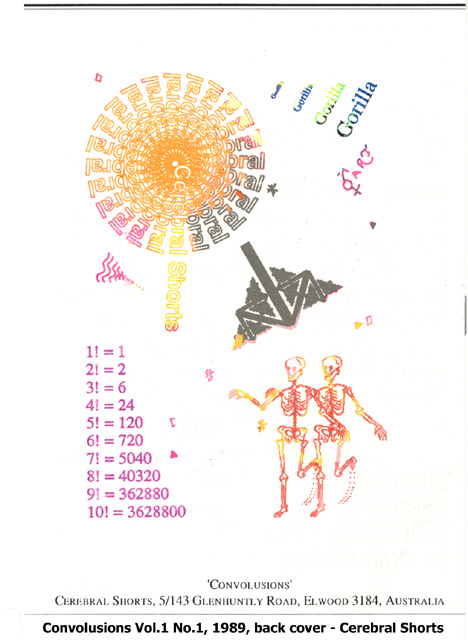 Gorilla
Gorilla
Gorilla
Gorilla
Cerebral Shorts
1! = 1
2! = 2
3! = 6
4! = 24
5! = 120
6! = 720
7! = 5040
8! = 40320
9! = 362880
10! = 3628800
'CONVOLUSIONS'
CEREBRAL SHORTS, 5/143 GLENHUNTLY ROAD, ELWOOD 3184, AUSTRALIA
Convolusions Vol.1 No.1, 1989, back cover - Cerebral Shorts